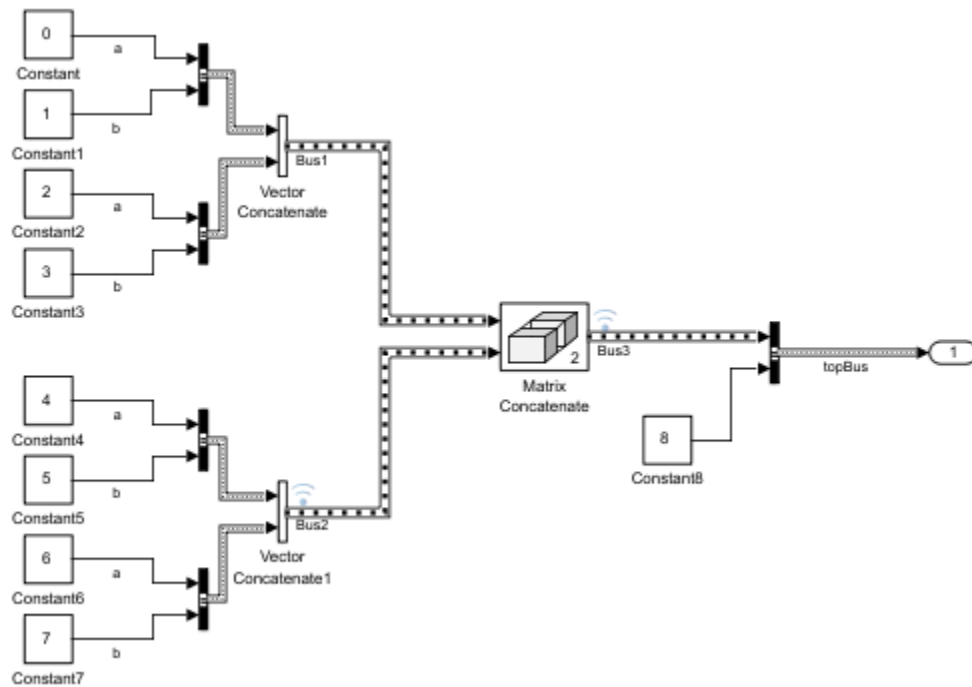 0
a
Constant
1
b
Constant1
Bus1
Vector
Concatenate
2
a
Constant2
3
b
Constant3
2
Bus3
Matrix
Concatenate
topBus
1
4
a
Constant4
8
Constant8
5
b
Constant5
Bus2
Vector
Concatenate1
6
a
Constant6
7
b
Constant7